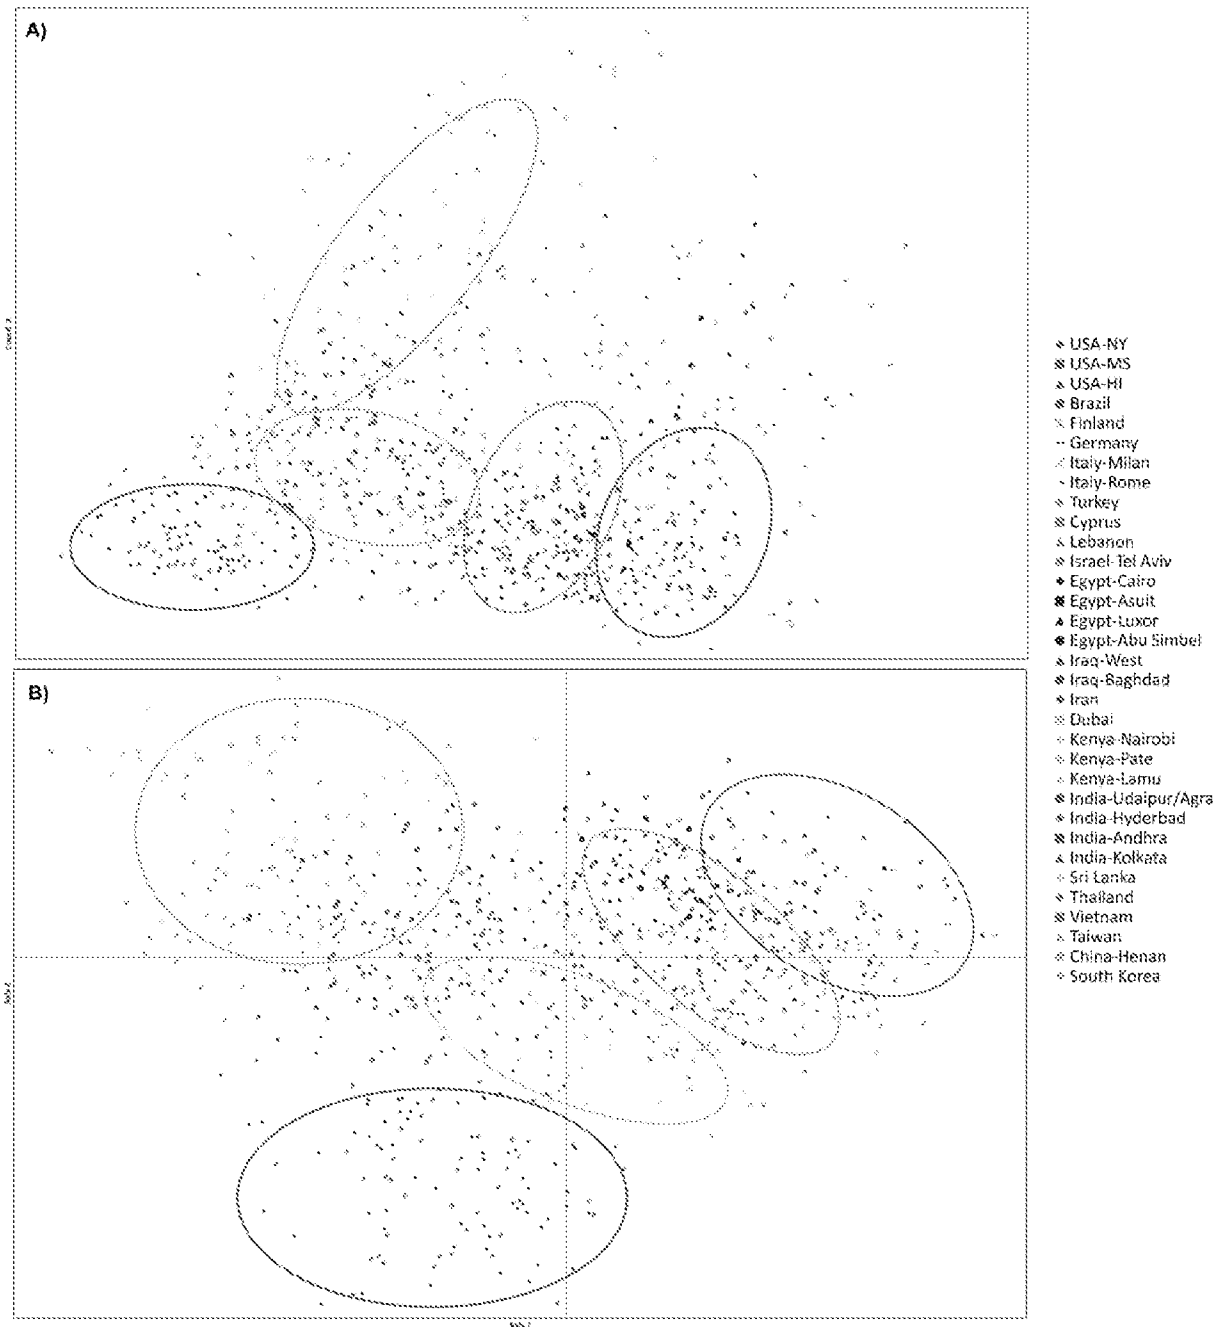 A)
B)
USA-NY
USA-MS
USA-HI
Brazil
Finland
Germany
Italy-Milan
Italy-Rome
Turkey
Cyprus
Lebanon
Israel-Tel Aviv
Egypt-Cairo
Egypt-Asuit
Egypt-Luxor
Egypt-Abu Simbel
Iraq-West
Iraq-Baghdad
Iran
Dubai
Kenya-Nairobi
Kenya-Pate
Kenya-Lamu
India-Udaipur/Agra
India-Hyderbad
India-Andhra
India-Kolkata
Sri Lanka
Thailand
Vietnam
Taiwan
China-Henan
South Korea